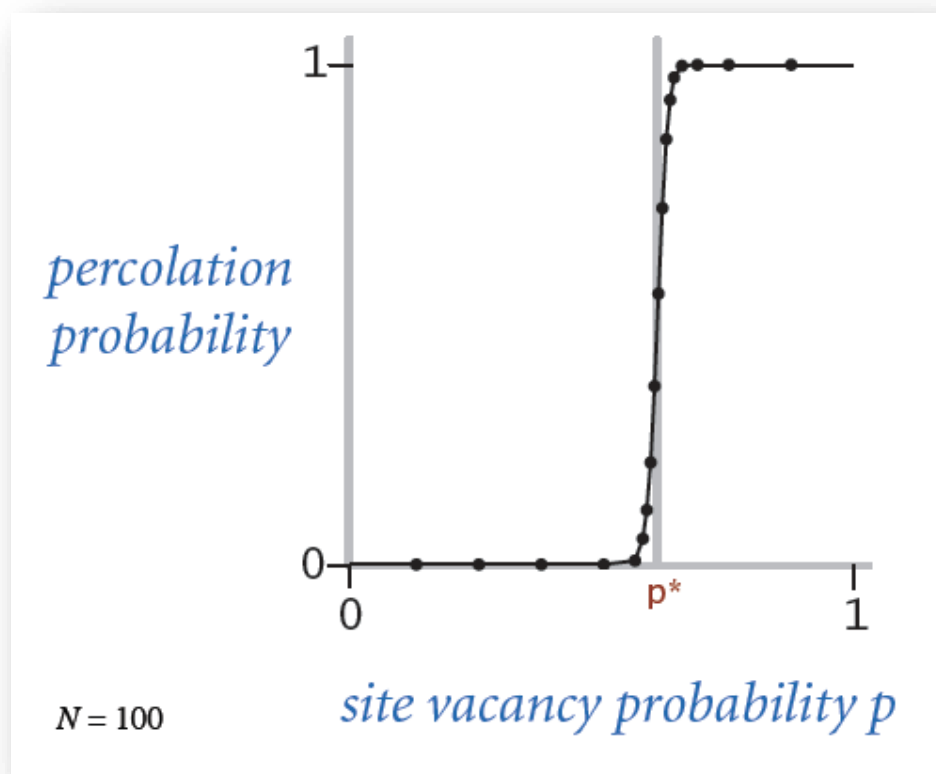 1
percolation
probability
0
0
p*
1
site vacancy probability p
N = 100